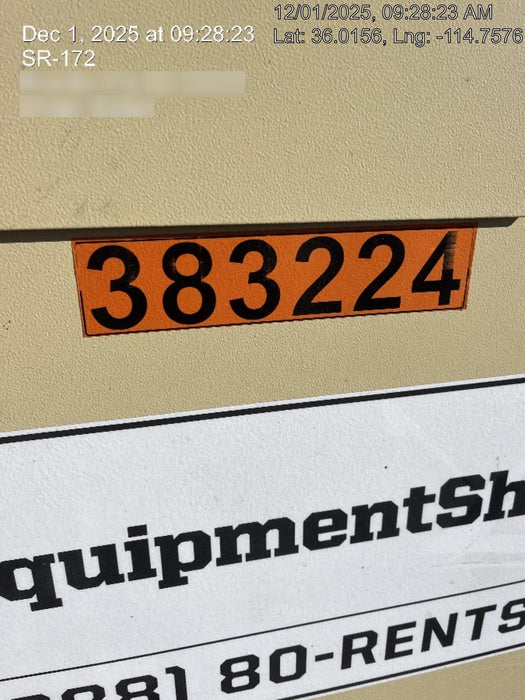 12/01/2025, 09:28:23 AM
Dec 1, 2025 at 09:28:23
Lat: 36.0156, Lng: -114.7576
SR-172
383224
quipmentSh
88) 80-RENTS